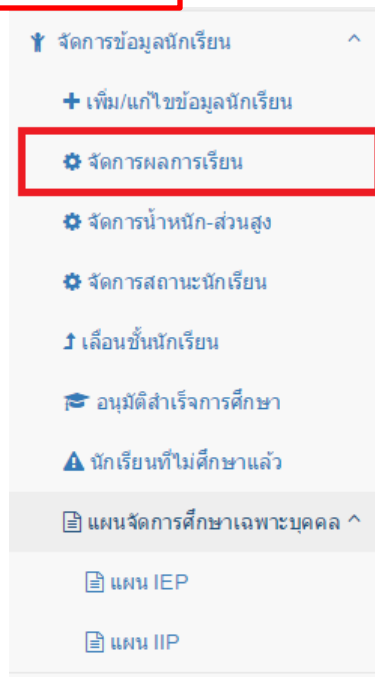 จัดการข้อมูลนักเรียน
เพิ่ม/แก้ไขข้อมูลนักเรียน
จัดการผลการเรียน
จัดการน้ำหนัก-ส่วนสูง
จัดการสถานะนักเรียน
เลื่อนชั้นนักเรียน
อนุมัติสำเร็จการศึกษา
นักเรียนที่ไม่ศึกษาแล้ว
แผนจัดการศึกษาเฉพาะบุคคล
แผน IEP
แผน IIP